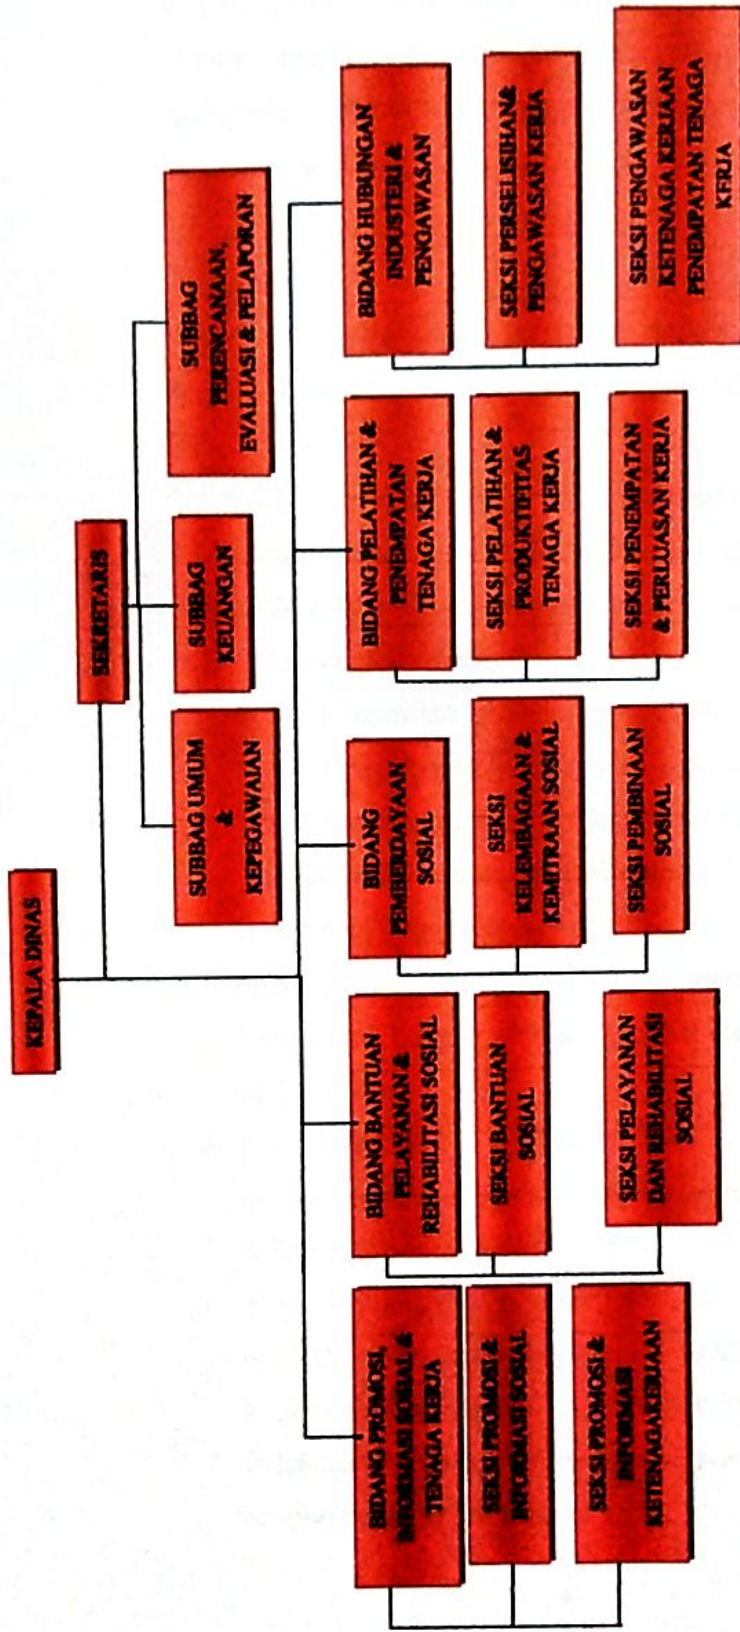 KEPALA DINAS
SEKRETARIS
SUBBAG UMUM
&
KEPEGAWAIAN
SUBBAG
KEUANGAN
SUBBAG
PERENCANAAN,
EVALUASI & PELAPORAN
BIDANG PROMOSI,
INFORMASI SOSIAL &
TENAGA KERJA
SEKSI PROMOSI &
INFORMASI SOSIAL
SEKSI PROMOSI &
INFORMASI
KETENAGAKERJAAN
BIDANG BANTUAN
PELAYANAN &
REHABILITASI SOSIAL
SEKSI BANTUAN
SOSIAL
SEKSI PELAYANAN
DAN REHABILITASI
SOSIAL
BIDANG
PEMBERDAYAAN
SOSIAL
SEKSI
KELEMBAGAAN &
KEMITRAAN SOSIAL
SEKSI PEMBINAAN
SOSIAL
BIDANG PELATIHAN &
PENEMPATAN
TENAGA KERJA
SEKSI PELATIHAN &
PRODUKTIFITAS
TENAGA KERJA
SEKSI PENEMPATAN
& PERLUASAN KERJA
BIDANG HUBUNGAN
INDUSTERI &
PENGAWASAN
SEKSI PERSELISIHAN&
PENGAWASAN KERJA
SEKSI PENGAWASAN
KETENAGA KERJAAN
PENEMPATAN TENAGA
KERJA